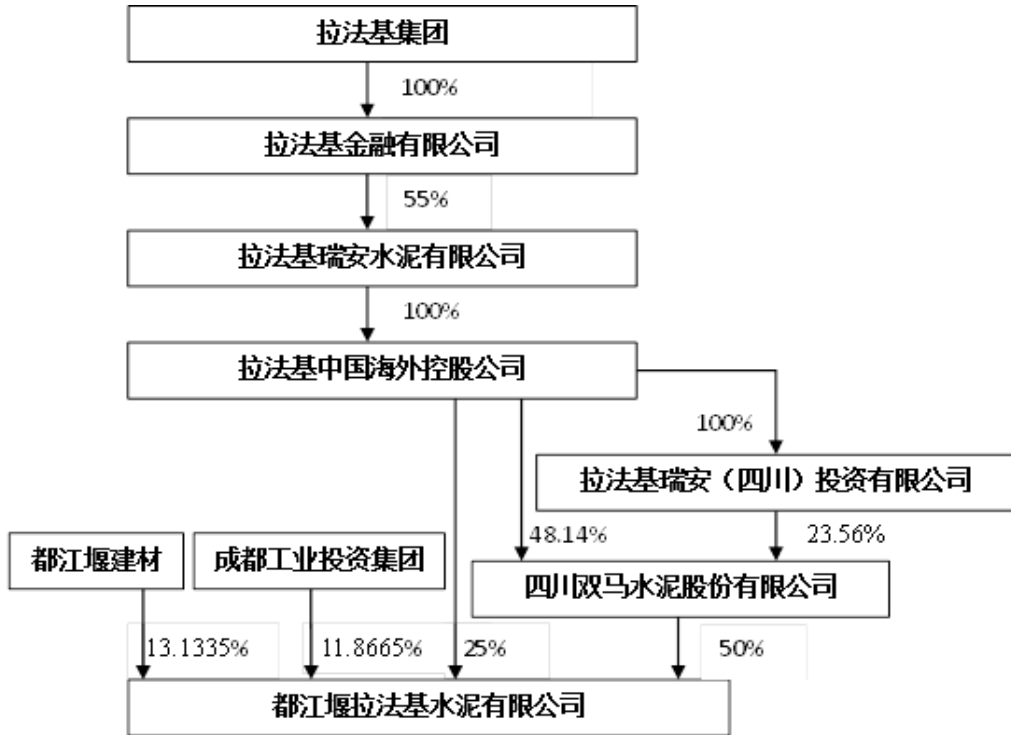 拉法基集团
100%
拉法基金融有限公司
55%
拉法基瑞安水泥有限公司
100%
拉法基中国海外控股公司
100%
拉法基瑞安（四川）投资有限公司
48.14%
23.56%
都江堰建材
成都工业投资集团
四川双马水泥股份有限公司
13.1335%
11.8665%
25%
50%
都江堰拉法基水泥有限公司